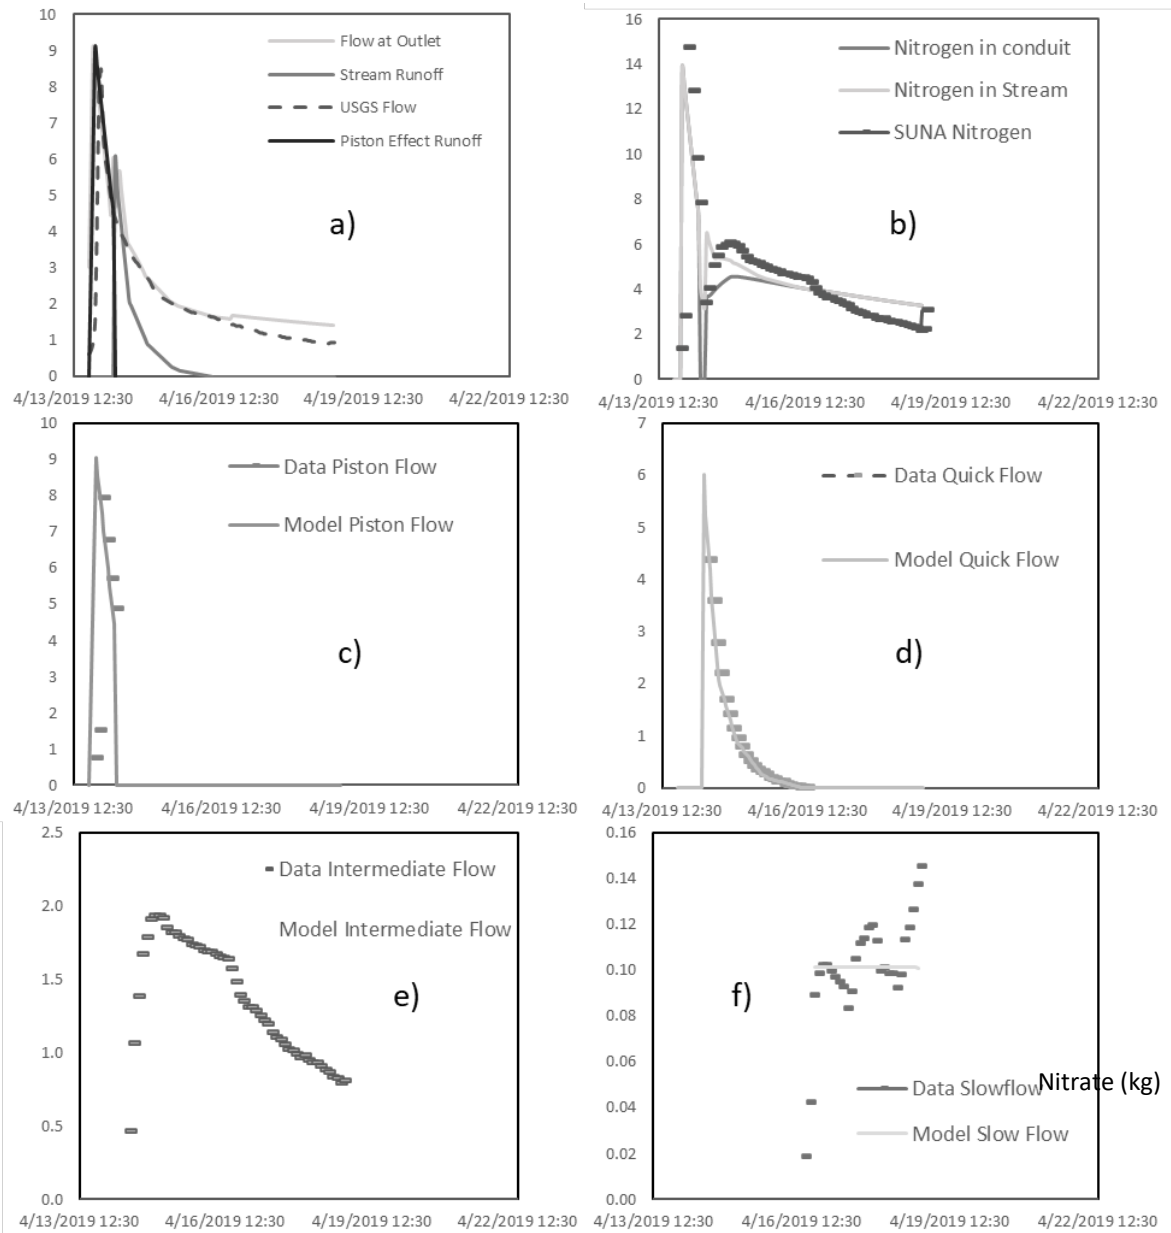 10
9
8
7
6
5
4
3
2
1
0
Flow at Outlet
Stream Runoff
USGS Flow
Piston Effect Runoff
a)
4/13/2019 12:30 4/16/2019 12:30 4/19/2019 12:30 4/22/2019 12:30
16
14
12
10
8
6
4
2
0
Nitrogen in conduit
Nitrogen in Stream
SUNA Nitrogen
b)
4/13/2019 12:30 4/16/2019 12:30 4/19/2019 12:30 4/22/2019 12:30
10
9
8
7
6
5
4
3
2
1
0
Data Piston Flow
Model Piston Flow
c)
4/13/2019 12:30 4/16/2019 12:30 4/19/2019 12:30 4/22/2019 12:30
7
6
5
4
3
2
1
0
Data Quick Flow
Model Quick Flow
d)
4/13/2019 12:30 4/16/2019 12:30 4/19/2019 12:30 4/22/2019 12:30
2.5
2.0
1.5
1.0
0.5
0.0
Data Intermediate Flow
Model Intermediate Flow
e)
4/13/2019 12:30 4/16/2019 12:30 4/19/2019 12:30 4/22/2019 12:30
0.16
0.14
0.12
0.10
0.08
0.06
0.04
0.02
0.00
f)
Data Slowflow
Nitrate (kg)
Model Slow Flow
4/13/2019 12:30 4/16/2019 12:30 4/19/2019 12:30 4/22/2019 12:30